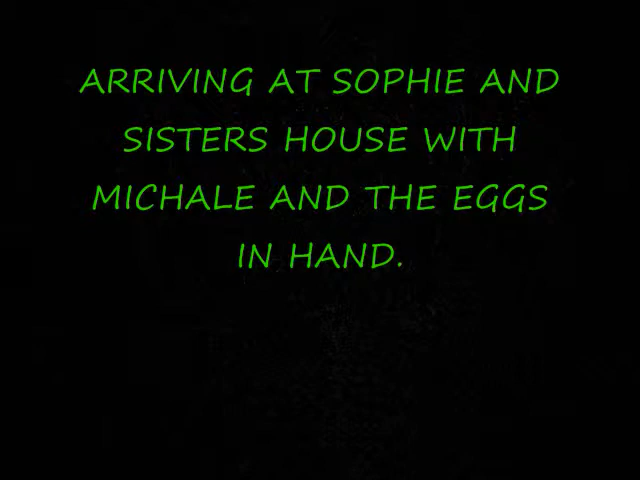 ARRIVING AT SOPHIE AND
SISTERS HOUSE WITH
MICHALE AND THE EGGS
IN HAND.